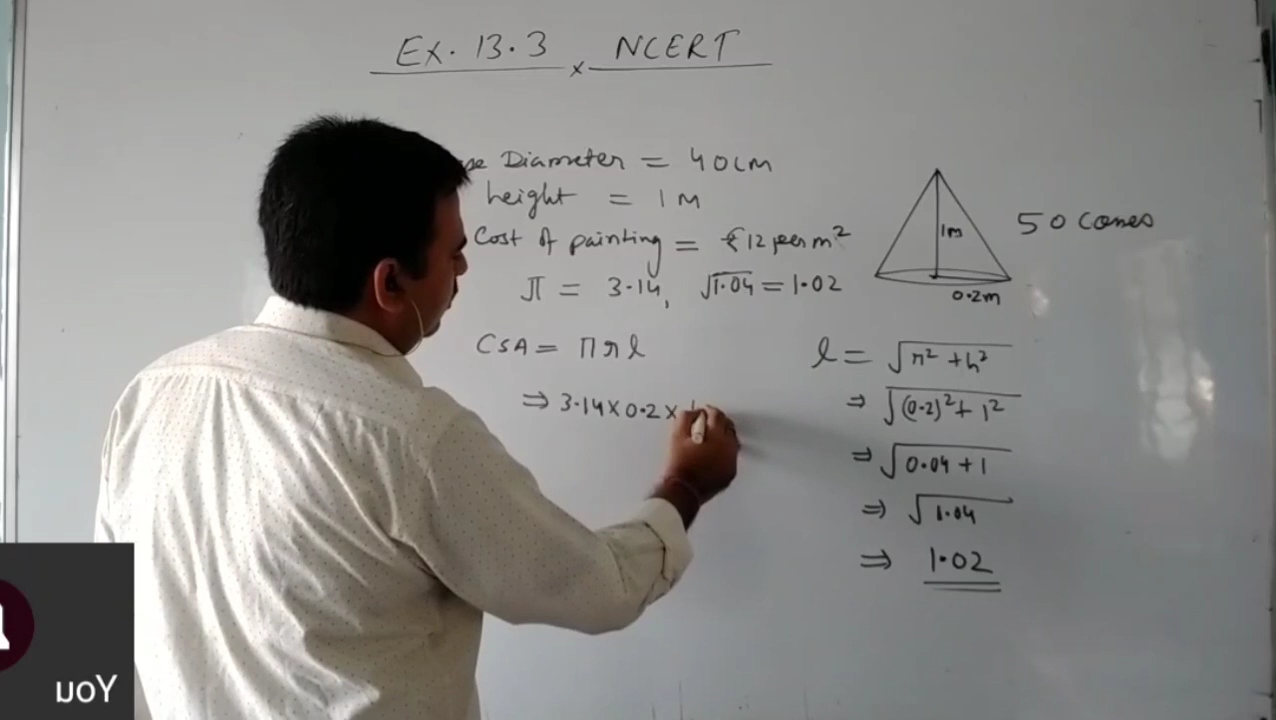 Ex. 13.3 × NCERT
Diameter = 40cm
height = 1m
Cost of painting = ₹12 per m²
π = 3.14, √1.04 = 1.02
1m
50 Cones
0.2m
CSA = πrl
⇒ 3.14×0.2×
l = √r² + h²
⇒ √(0.2)² + 1²
⇒ √0.04 + 1
⇒ √1.04
⇒ 1.02
You